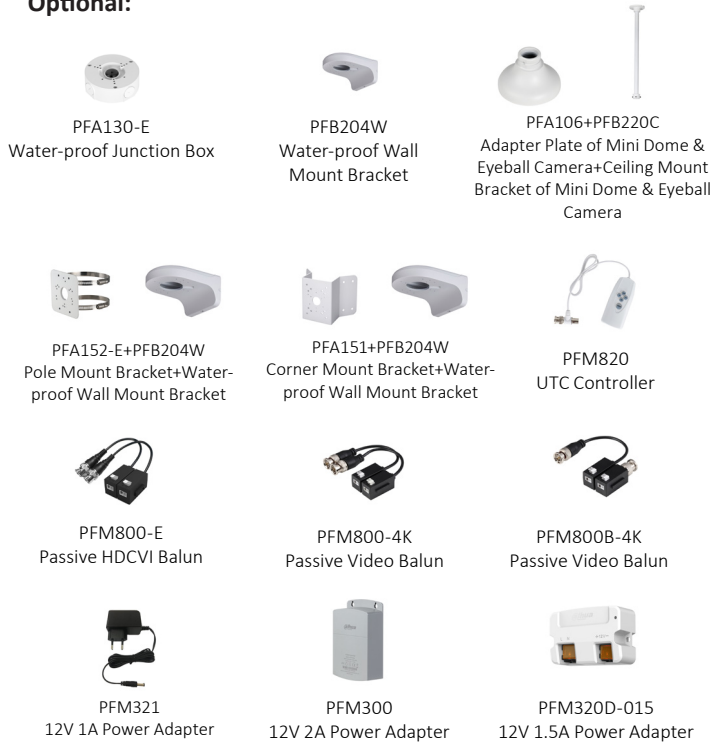 Optional:
PFA130-E
Water-proof Junction Box
PFB204W
Water-proof Wall
Mount Bracket
PFA106+PFB220C
Adapter Plate of Mini Dome &
Eyeball Camera+Ceiling Mount
Bracket of Mini Dome & Eyeball
Camera
PFA152-E+PFB204W
Pole Mount Bracket+Water-
proof Wall Mount Bracket
PFA151+PFB204W
Corner Mount Bracket+Water-
proof Wall Mount Bracket
PFM820
UTC Controller
PFM800-E
Passive HDCVI Balun
PFM800-4K
Passive Video Balun
PFM800B-4K
Passive Video Balun
PFM321
12V 1A Power Adapter
PFM300
12V 2A Power Adapter
PFM320D-015
12V 1.5A Power Adapter